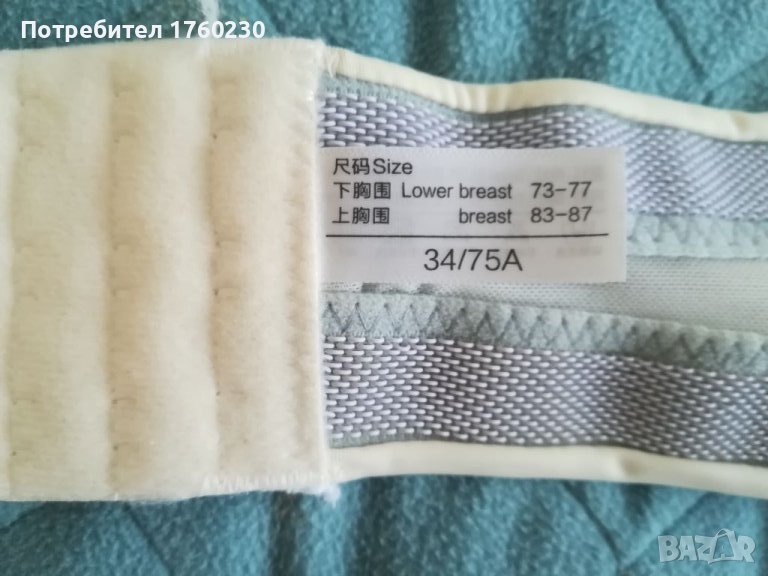 Потребител 1760230
尺码Size
下胸围 Lower breast 73-77
上胸围 breast 83-87
34/75A
BAZAR